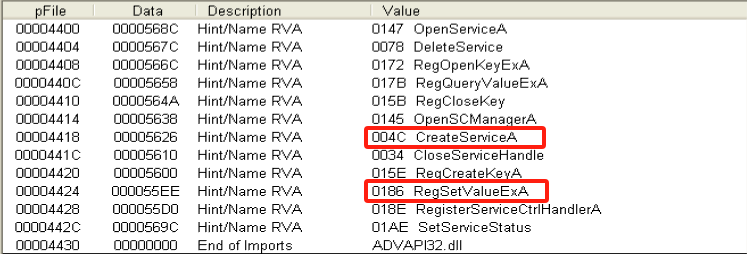 pFile Data Description Value
00004400 0000568C Hint/Name RVA 0147 OpenServiceA
00004404 0000567C Hint/Name RVA 0078 DeleteService
00004408 0000566C Hint/Name RVA 0172 RegOpenKeyExA
0000440C 00005658 Hint/Name RVA 017B RegQueryValueExA
00004410 0000564A Hint/Name RVA 015B RegCloseKey
00004414 00005638 Hint/Name RVA 0145 OpenSCManagerA
00004418 00005626 Hint/Name RVA 004C CreateServiceA
0000441C 00005610 Hint/Name RVA 0034 CloseServiceHandle
00004420 00005600 Hint/Name RVA 015E RegCreateKeyA
00004424 000055EE Hint/Name RVA 0186 RegSetValueExA
00004428 000055D0 Hint/Name RVA 018E RegisterServiceCtrlHandlerA
0000442C 0000569C Hint/Name RVA 01AE SetServiceStatus
00004430 00000000 End of Imports ADVAPI32.dll